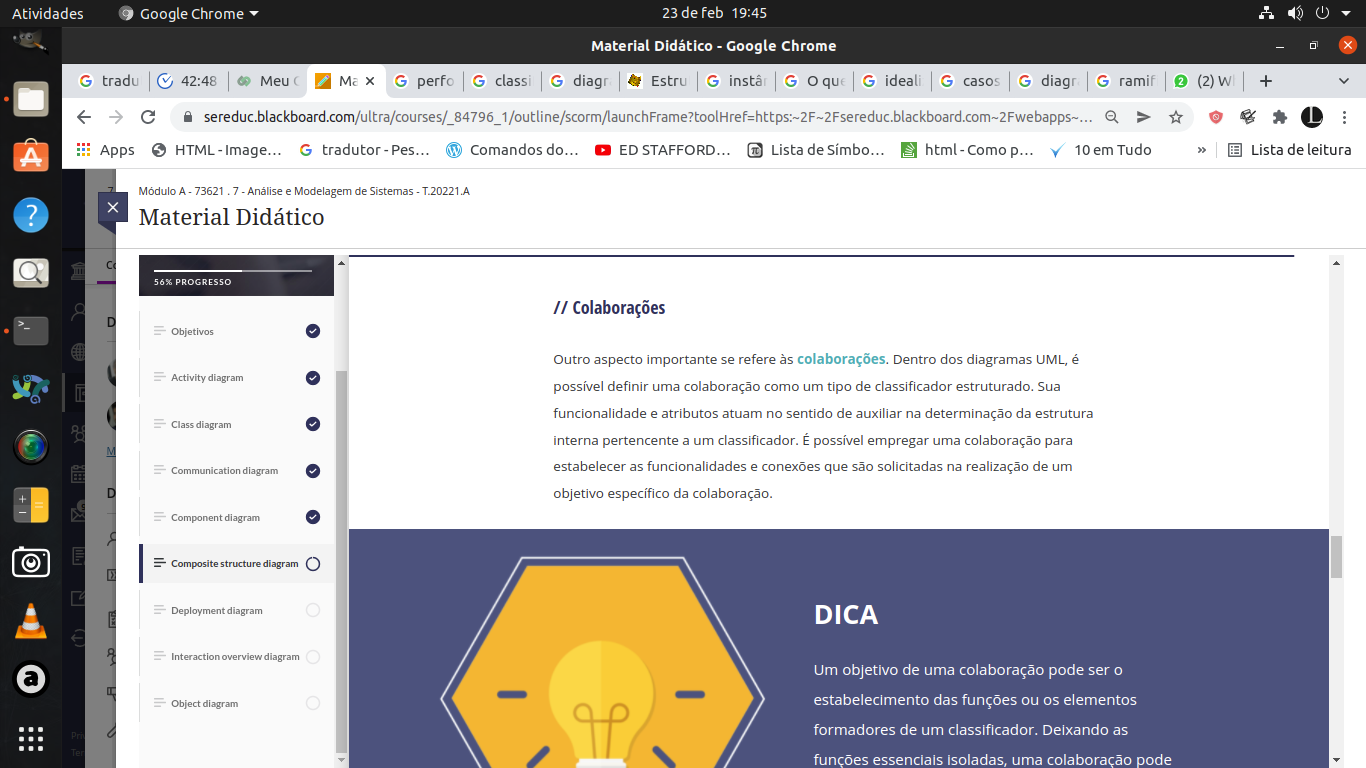 Atividades
Google Chrome
23 de feb 19:45
Material Didático - Google Chrome
tradu
42:48
Meu C
Ma
perfo
classi
diagra
Estru
instân
O que
ideali
casos
diagra
ramifi
(2) Wh
sereduc.blackboard.com/ultra/courses/_84796_1/outline/scorm/launchFrame?toolHref=https:~2F~2Fsereduc.blackboard.com~2Fwebapps~...
Apps
HTML - Image...
tradutor - Pes...
Comandos do...
ED STAFFORD...
Lista de Símbo...
html - Como p...
10 em Tudo
»
Lista de leitura
Módulo A - 73621 . 7 - Análise e Modelagem de Sistemas - T.20221.A
Material Didático
56% PROGRESSO
Objetivos
Activity diagram
Class diagram
Communication diagram
Component diagram
Composite structure diagram
Deployment diagram
Interaction overview diagram
Object diagram
// Colaborações
Outro aspecto importante se refere às colaborações. Dentro dos diagramas UML, é
possível definir uma colaboração como um tipo de classificador estruturado. Sua
funcionalidade e atributos atuam no sentido de auxiliar na determinação da estrutura
interna pertencente a um classificador. É possível empregar uma colaboração para
estabelecer as funcionalidades e conexões que são solicitadas na realização de um
objetivo específico da colaboração.
DICA
Um objetivo de uma colaboração pode ser o
estabelecimento das funções ou os elementos
formadores de um classificador. Deixando as
funções essenciais isoladas, uma colaboração pode